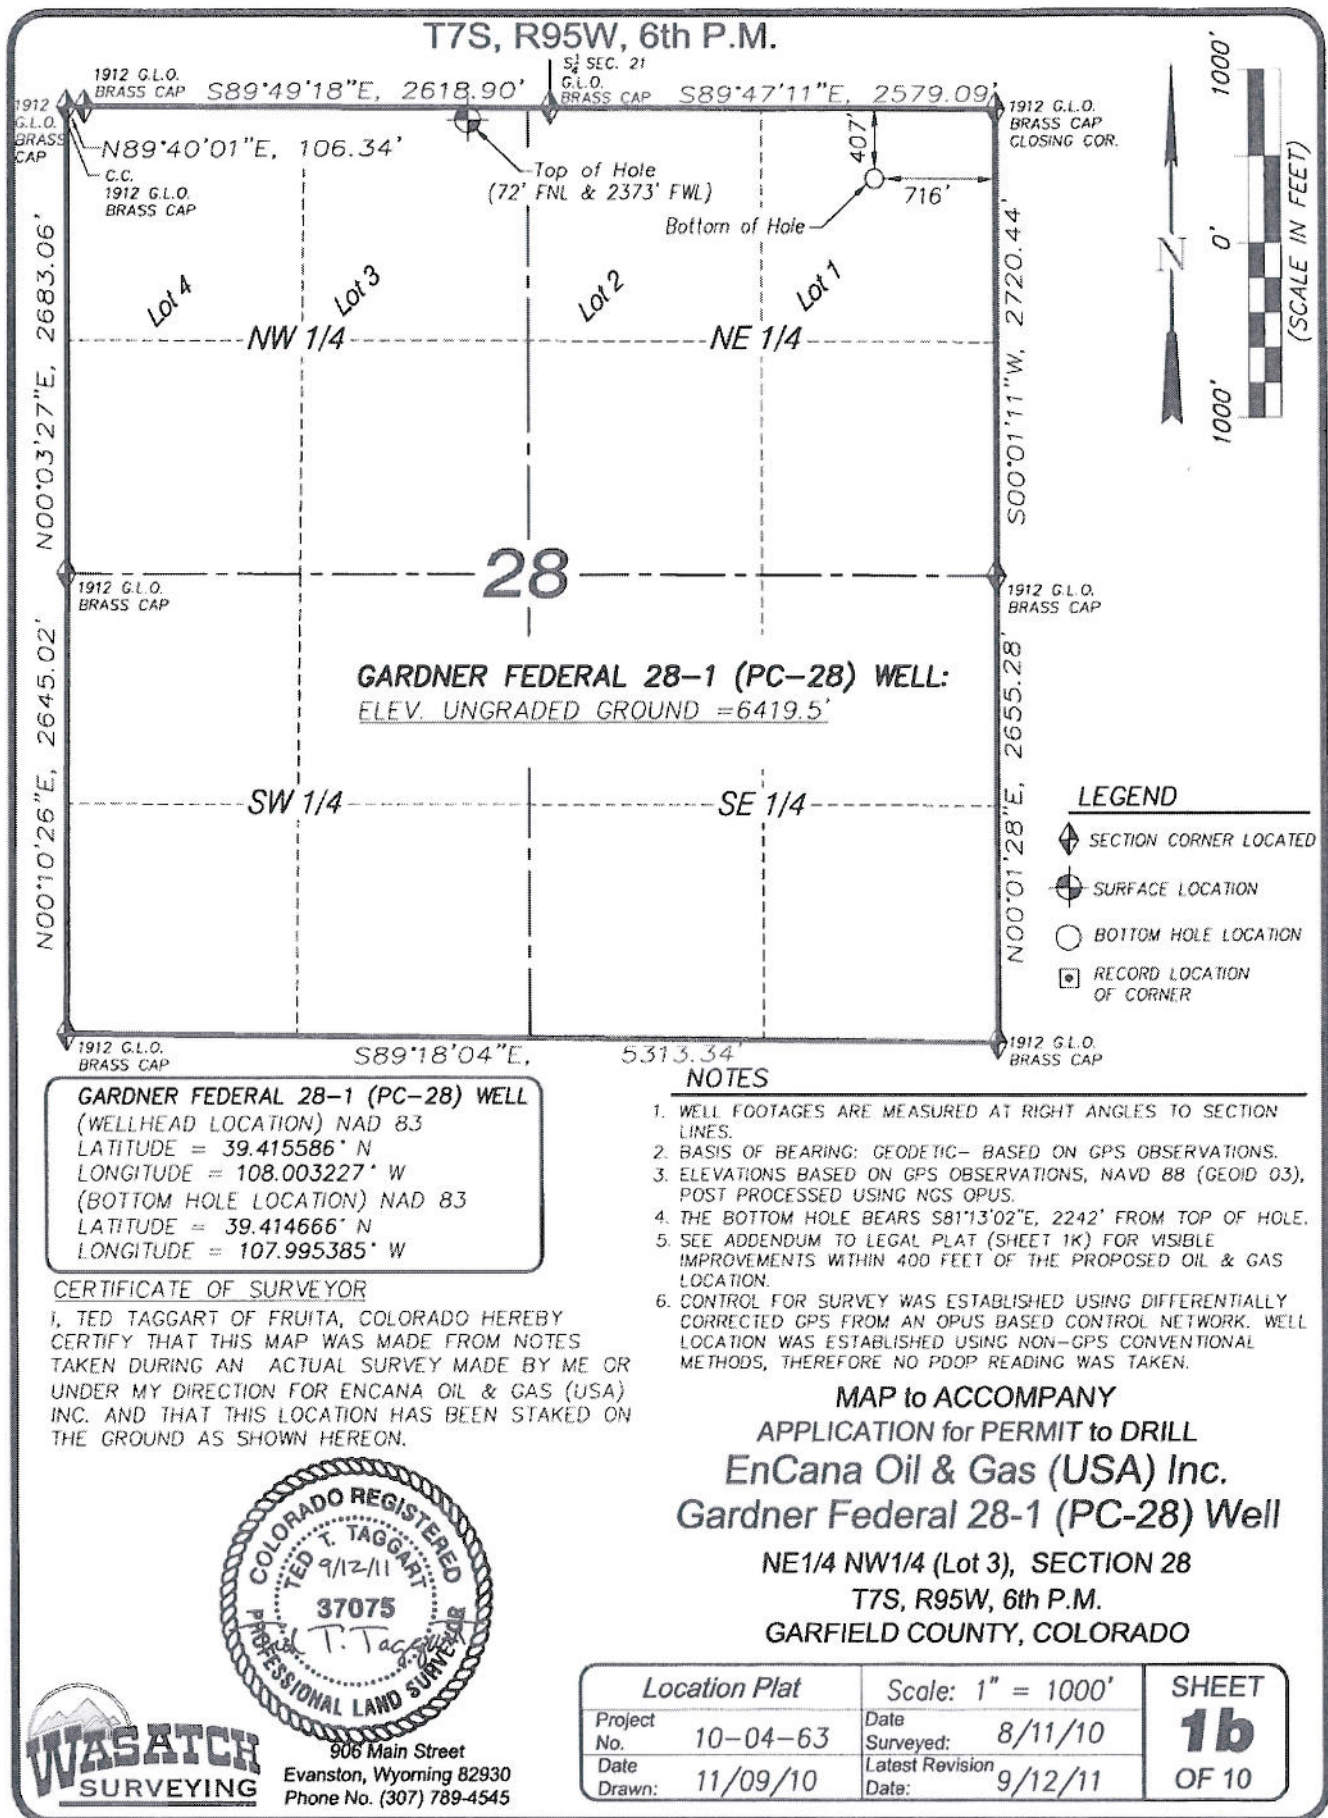 T7S, R95W, 6th P.M.
1912 G.L.O.
BRASS CAP
S89°49'18"E, 2618.90'
S¼ SEC. 21
G.L.O.
BRASS CAP
S89°47'11"E, 2579.09'
1912
G.L.O.
BRASS
CAP
1912 G.L.O.
BRASS CAP
CLOSING COR.
N89°40'01"E, 106.34'
C.C.
1912 G.L.O.
BRASS CAP
Top of Hole
(72' FNL & 2373' FWL)
407'
716'
Bottom of Hole
N00°03'27"E, 2683.06'
S00°01'11"W, 2720.44'
Lot 4
Lot 3
Lot 2
Lot 1
NW 1/4
NE 1/4
N
1000'
0'
1000'
(SCALE IN FEET)
28
1912 G.L.O.
BRASS CAP
1912 G.L.O.
BRASS CAP
GARDNER FEDERAL 28-1 (PC-28) WELL:
ELEV. UNGRADED GROUND =6419.5'
N00°10'26"E, 2645.02'
N00°01'28"E, 2655.28'
SW 1/4
SE 1/4
LEGEND
SECTION CORNER LOCATED
SURFACE LOCATION
BOTTOM HOLE LOCATION
RECORD LOCATION
OF CORNER
1912 G.L.O.
BRASS CAP
S89°18'04"E, 5313.34'
1912 G.L.O.
BRASS CAP
GARDNER FEDERAL 28-1 (PC-28) WELL
(WELLHEAD LOCATION) NAD 83
LATITUDE = 39.415586° N
LONGITUDE = 108.003227° W
(BOTTOM HOLE LOCATION) NAD 83
LATITUDE = 39.414666° N
LONGITUDE = 107.995385° W
NOTES
1. WELL FOOTAGES ARE MEASURED AT RIGHT ANGLES TO SECTION
LINES.
2. BASIS OF BEARING: GEODETIC- BASED ON GPS OBSERVATIONS.
3. ELEVATIONS BASED ON GPS OBSERVATIONS, NAVD 88 (GEOID 03),
POST PROCESSED USING NGS OPUS.
4. THE BOTTOM HOLE BEARS S81°13'02"E, 2242' FROM TOP OF HOLE.
5. SEE ADDENDUM TO LEGAL PLAT (SHEET 1K) FOR VISIBLE
IMPROVEMENTS WITHIN 400 FEET OF THE PROPOSED OIL & GAS
LOCATION.
6. CONTROL FOR SURVEY WAS ESTABLISHED USING DIFFERENTIALLY
CORRECTED GPS FROM AN OPUS BASED CONTROL NETWORK. WELL
LOCATION WAS ESTABLISHED USING NON-GPS CONVENTIONAL
METHODS, THEREFORE NO PDOP READING WAS TAKEN.
CERTIFICATE OF SURVEYOR
I, TED TAGGART OF FRUITA, COLORADO HEREBY
CERTIFY THAT THIS MAP WAS MADE FROM NOTES
TAKEN DURING AN ACTUAL SURVEY MADE BY ME OR
UNDER MY DIRECTION FOR ENCANA OIL & GAS (USA)
INC. AND THAT THIS LOCATION HAS BEEN STAKED ON
THE GROUND AS SHOWN HEREON.
COLORADO REGISTERED
TED T. TAGGART
9/12/11
37075
Ted T. Taggart
PROFESSIONAL LAND SURVEYOR
MAP to ACCOMPANY
APPLICATION for PERMIT to DRILL
EnCana Oil & Gas (USA) Inc.
Gardner Federal 28-1 (PC-28) Well
NE1/4 NW1/4 (Lot 3), SECTION 28
T7S, R95W, 6th P.M.
GARFIELD COUNTY, COLORADO
WASATCH
SURVEYING
906 Main Street
Evanston, Wyoming 82930
Phone No. (307) 789-4545
Location Plat
Scale: 1" = 1000'
Project
No. 10-04-63
Date
Surveyed: 8/11/10
Date
Drawn: 11/09/10
Latest Revision
Date: 9/12/11
SHEET
1b
OF 10